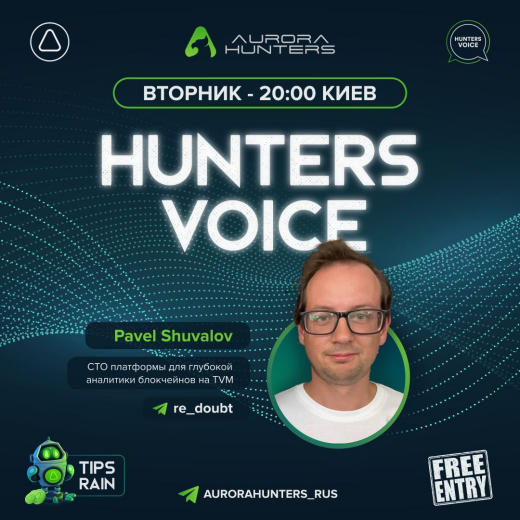 AURORA
HUNTERS
HUNTERS
VOICE
ВТОРНИК - 20:00 КИЕВ
HUNTERS
VOICE
Pavel Shuvalov
СТО платформы для глубокой
аналитики блокчейнов на TVM
re_doubt
TIPS
RAIN
AURORAHUNTERS_RUS
FREE
ENTRY